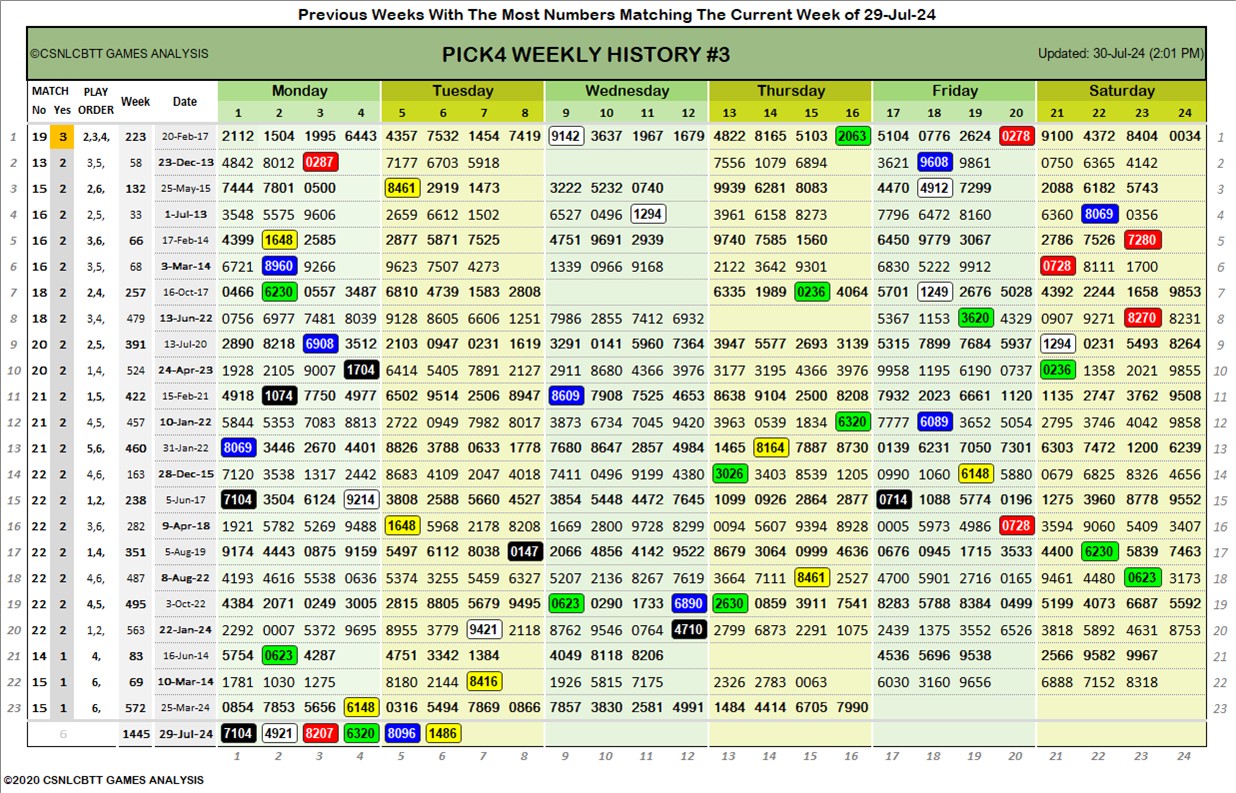 Previous Weeks With The Most Numbers Matching The Current Week of 29-Jul-24
©CSNLCBTT GAMES ANALYSIS PICK4 WEEKLY HISTORY #3 Updated: 30-Jul-24 (2:01 PM)
MATCH PLAY Week Date Monday Tuesday Wednesday Thursday Friday Saturday
No Yes ORDER 1 2 3 4 5 6 7 8 9 10 11 12 13 14 15 16 17 18 19 20 21 22 23 24
1 19 3 2,3,4, 223 20-Feb-17 2112 1504 1995 6443 4357 7532 1454 7419 9142 3637 1967 1679 4822 8165 5103 2063 5104 0776 2624 0278 9100 4372 8404 0034 1
2 13 2 3,5, 58 23-Dec-13 4842 8012 0287 7177 6703 5918 7556 1079 6894 3621 9608 9861 0750 6365 4142 2
3 15 2 2,6, 132 25-May-15 7444 7801 0500 8461 2919 1473 3222 5232 0740 9939 6281 8083 4470 4912 7299 2088 6182 5743 3
4 16 2 2,5, 33 1-Jul-13 3548 5575 9606 2659 6612 1502 6527 0496 1294 3961 6158 8273 7796 6472 8160 6360 8069 0356 4
5 16 2 3,6, 66 17-Feb-14 4399 1648 2585 2877 5871 7525 4751 9691 2939 9740 7585 1560 6450 9779 3067 2786 7526 7280 5
6 16 2 3,5, 68 3-Mar-14 6721 8960 9266 9623 7507 4273 1339 0966 9168 2122 3642 9301 6830 5222 9912 0728 8111 1700 6
7 18 2 2,4, 257 16-Oct-17 0466 6230 0557 3487 6810 4739 1583 2808 6335 1989 0236 4064 5701 1249 2676 5028 4392 2244 1658 9853 7
8 18 2 3,4, 479 13-Jun-22 0756 6977 7481 8039 9128 8605 6606 1251 7986 2855 7412 6932 5367 1153 3620 4329 0907 9271 8270 8231 8
9 20 2 2,5, 391 13-Jul-20 2890 8218 6908 3512 2103 0947 0231 1619 3291 0141 5960 7364 3947 5577 2693 3139 5315 7899 7684 5937 1294 0231 5493 8264 9
10 20 2 1,4, 524 24-Apr-23 1928 2105 9007 1704 6414 5405 7891 2127 2911 8680 4366 3976 3177 3195 4366 3976 9958 1195 6190 0737 0236 1358 2021 9855 10
11 21 2 1,5, 422 15-Feb-21 4918 1074 7750 4977 6502 9514 2506 8947 8609 7908 7525 4653 8638 9104 2500 8208 7932 2023 6661 1120 1135 2747 3762 9508 11
12 21 2 4,5, 457 10-Jan-22 5844 5353 7083 8813 2722 0949 7982 8017 3873 6734 7045 9420 3963 0539 1834 6320 7777 6089 3652 5054 2795 3746 4042 9858 12
13 21 2 5,6, 460 31-Jan-22 8069 3446 2670 4401 8826 3788 0633 1778 7680 8647 2857 4984 1465 8164 7887 8730 0139 6231 7050 7301 6303 7472 1200 6239 13
14 22 2 4,6, 163 28-Dec-15 7120 3538 1317 2442 8683 4109 2047 4018 7411 0496 9199 4380 3026 3403 8539 1205 0990 1060 6148 5880 0679 6825 8326 4656 14
15 22 2 1,2, 238 5-Jun-17 7104 3504 6124 9214 3808 2588 5660 4527 3854 5448 4472 7645 1099 0926 2864 2877 0714 1088 5774 0196 1275 3960 8778 9552 15
16 22 2 3,6, 282 9-Apr-18 1921 5782 5269 9488 1648 5968 2178 8208 1669 2800 9728 8299 0094 5607 9394 8928 0005 5973 4986 0728 3594 9060 5409 3407 16
17 22 2 1,4, 351 5-Aug-19 9174 4443 0875 9159 5497 6112 8038 0147 2066 4856 4142 9522 8679 3064 0999 4636 0676 0945 1715 3533 4400 6230 5839 7463 17
18 22 2 4,6, 487 8-Aug-22 4193 4616 5538 0636 5374 3255 5459 6327 5207 2136 8267 7619 3664 7111 8461 2527 4700 5901 2716 0165 9461 4480 0623 3173 18
19 22 2 4,5, 495 3-Oct-22 4384 2071 0249 3005 2815 3805 5679 9495 0623 0290 1733 6890 2630 0859 3911 7541 8283 5788 8384 0499 5199 4073 6687 5592 19
20 22 2 1,2, 563 22-Jan-24 2292 0007 5372 9695 8955 3779 9421 2118 8762 9546 0764 4710 2799 6873 2291 1075 2439 1375 3552 6526 3818 5892 4631 8753 20
21 14 1 4, 83 16-Jun-14 5754 0623 4287 4751 3342 1384 4049 8118 8206 4536 5696 9538 2566 9582 9967 21
22 15 1 6, 69 10-Mar-14 1781 1030 1275 8180 2144 8416 1926 5815 7175 2326 2783 0063 6030 3160 9656 6888 7152 8318 22
23 15 1 6, 572 25-Mar-24 0854 7853 5656 6148 0316 5494 7869 0866 7857 3830 2581 4991 1484 4414 6705 7990 23
6 1445 29-Jul-24 7104 4921 8207 6320 8096 1486
1 2 3 4 5 6 7 8 9 10 11 12 13 14 15 16 17 18 19 20 21 22 23 24
©2020 CSNLCBTT GAMES ANALYSIS